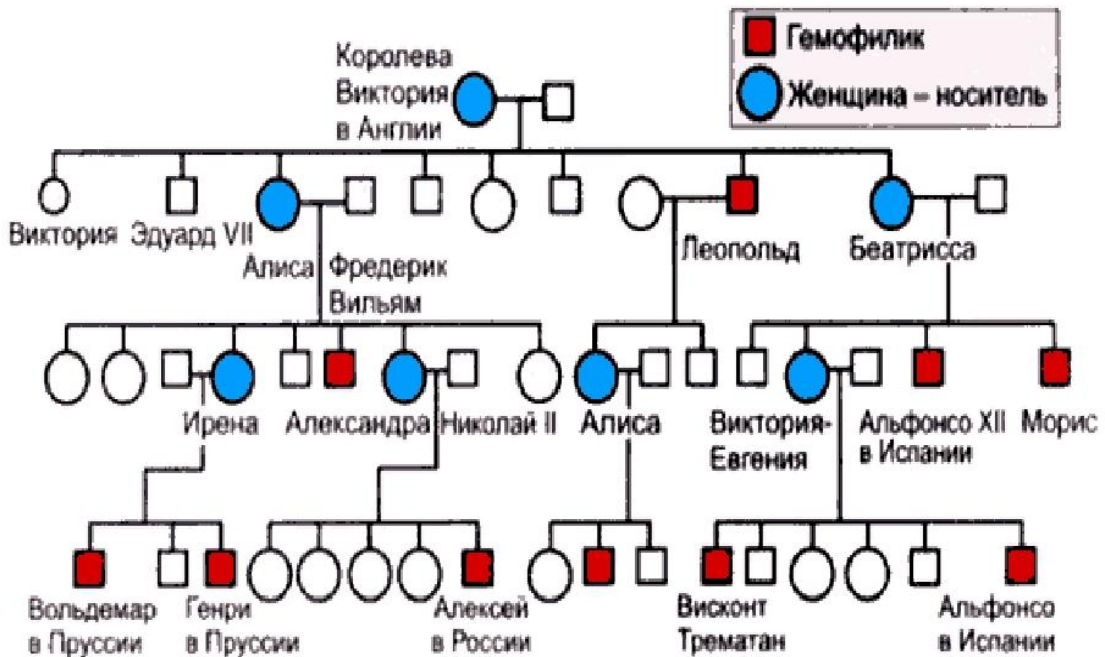 Гемофилик
Женщина – носитель
Королева
Виктория
в Англии
Виктория
Эдуард VII
Алиса
Фредерик
Вильям
Леопольд
Беатрисса
Ирена
Александра
Николай II
Алиса
Виктория-
Евгения
Альфонсо XII
в Испании
Морис
Вольдемар
в Пруссии
Генри
в Пруссии
Алексей
в России
Висконт
Трематан
Альфонсо
в Испании